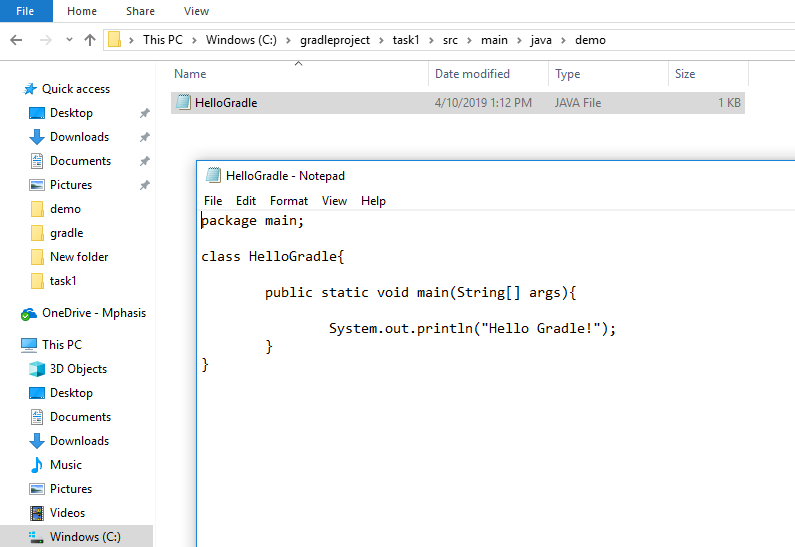 File Home Share View
This PC Windows (C:) gradleproject task1 src main java demo
Name Date modified Type Size
HelloGradle 4/10/2019 1:12 PM JAVA File 1 KB
Quick access
Desktop
Downloads
Documents
Pictures
demo
gradle
New folder
task1
OneDrive - Mphasis
This PC
3D Objects
Desktop
Documents
Downloads
Music
Pictures
Videos
Windows (C:)
HelloGradle - Notepad
File Edit Format View Help
package main;
class HelloGradle{
public static void main(String[] args){
System.out.println("Hello Gradle!");
}
}